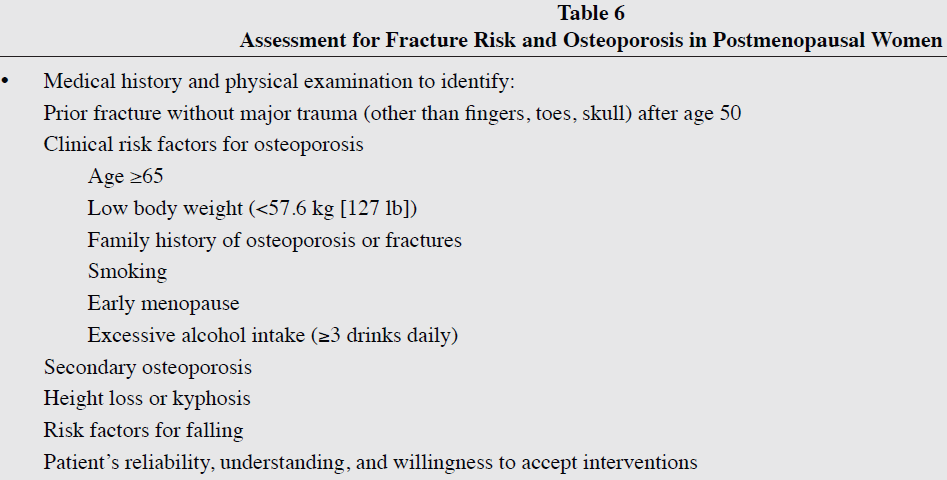 Table 6
Assessment for Fracture Risk and Osteoporosis in Postmenopausal Women
• Medical history and physical examination to identify:
Prior fracture without major trauma (other than fingers, toes, skull) after age 50
Clinical risk factors for osteoporosis
Age ≥65
Low body weight (<57.6 kg [127 lb])
Family history of osteoporosis or fractures
Smoking
Early menopause
Excessive alcohol intake (≥3 drinks daily)
Secondary osteoporosis
Height loss or kyphosis
Risk factors for falling
Patient’s reliability, understanding, and willingness to accept interventions